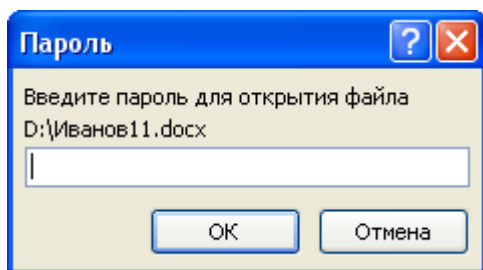 Пароль
Введите пароль для открытия файла
D:\Иванов11.docx
ОК
Отмена